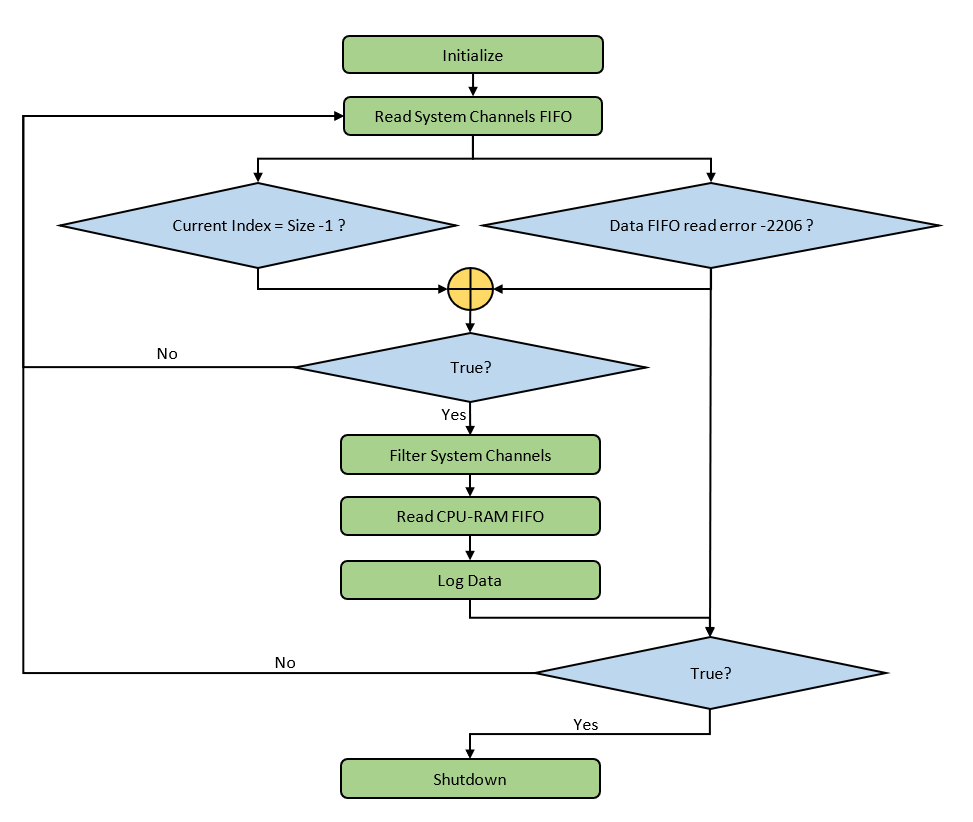 Initialize
Read System Channels FIFO
Current Index = Size -1 ?
Data FIFO read error -2206 ?
No
True?
Yes
Filter System Channels
Read CPU-RAM FIFO
Log Data
No
True?
Yes
Shutdown